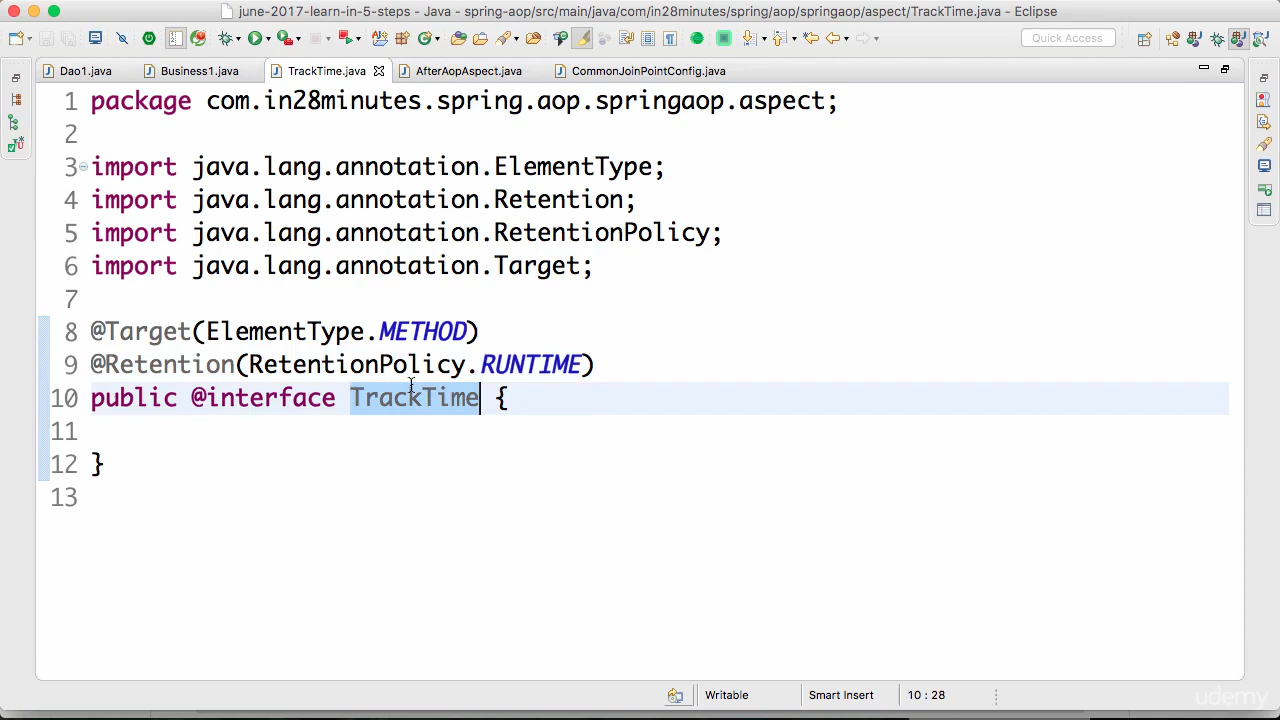 june-2017-learn-in-5-steps - Java - spring-aop/src/main/java/com/in28minutes/spring/aop/springaop/aspect/TrackTime.java - Eclipse
Quick Access
Dao1.java Business1.java TrackTime.java AfterAopAspect.java CommonJoinPointConfig.java
1 package com.in28minutes.spring.aop.springaop.aspect;
2
3 import java.lang.annotation.ElementType;
4 import java.lang.annotation.Retention;
5 import java.lang.annotation.RetentionPolicy;
6 import java.lang.annotation.Target;
7
8 @Target(ElementType.METHOD)
9 @Retention(RetentionPolicy.RUNTIME)
10 public @interface TrackTime {
11
12 }
13
Writable Smart Insert 10 : 28
udemy